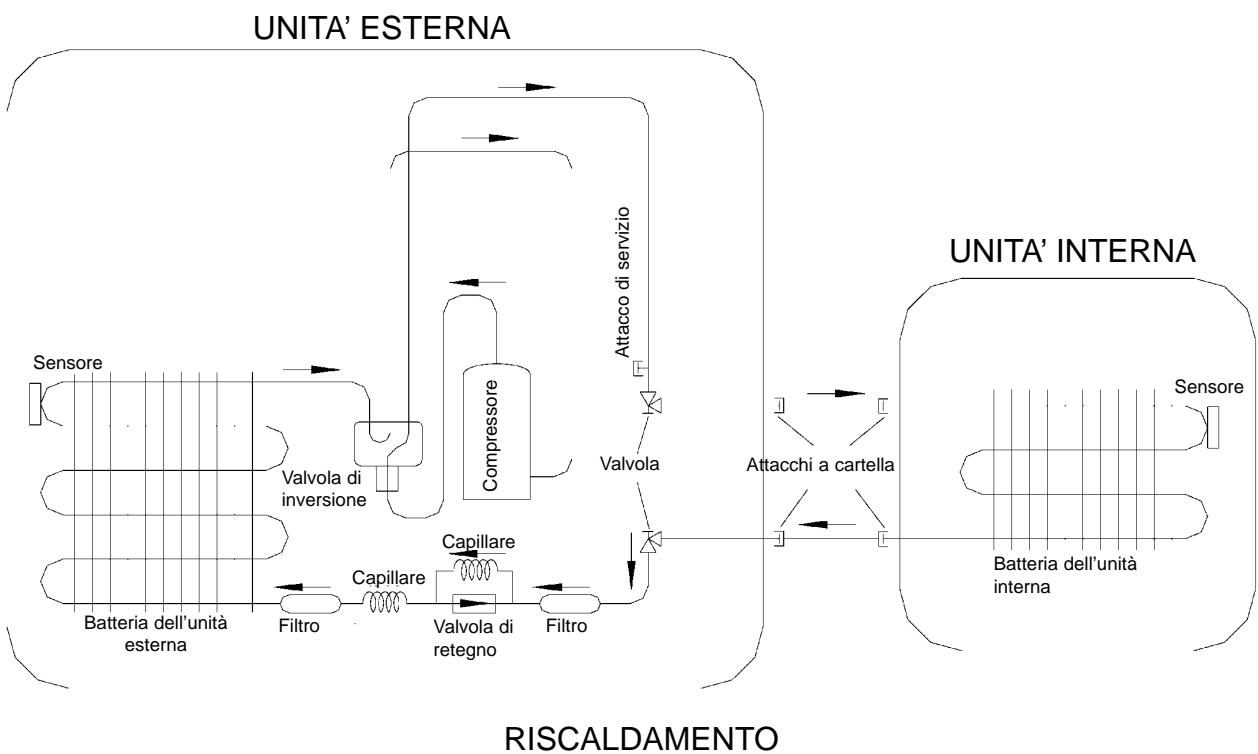 UNITA' ESTERNA
Attacco di servizio
UNITA' INTERNA
Sensore
Compressore
Sensore
Valvola di
inversione
Valvola
Attacchi a cartella
Capillare
Capillare
Batteria dell'unità
interna
Batteria dell'unità
esterna
Filtro
Valvola di
retegno
Filtro
RISCALDAMENTO